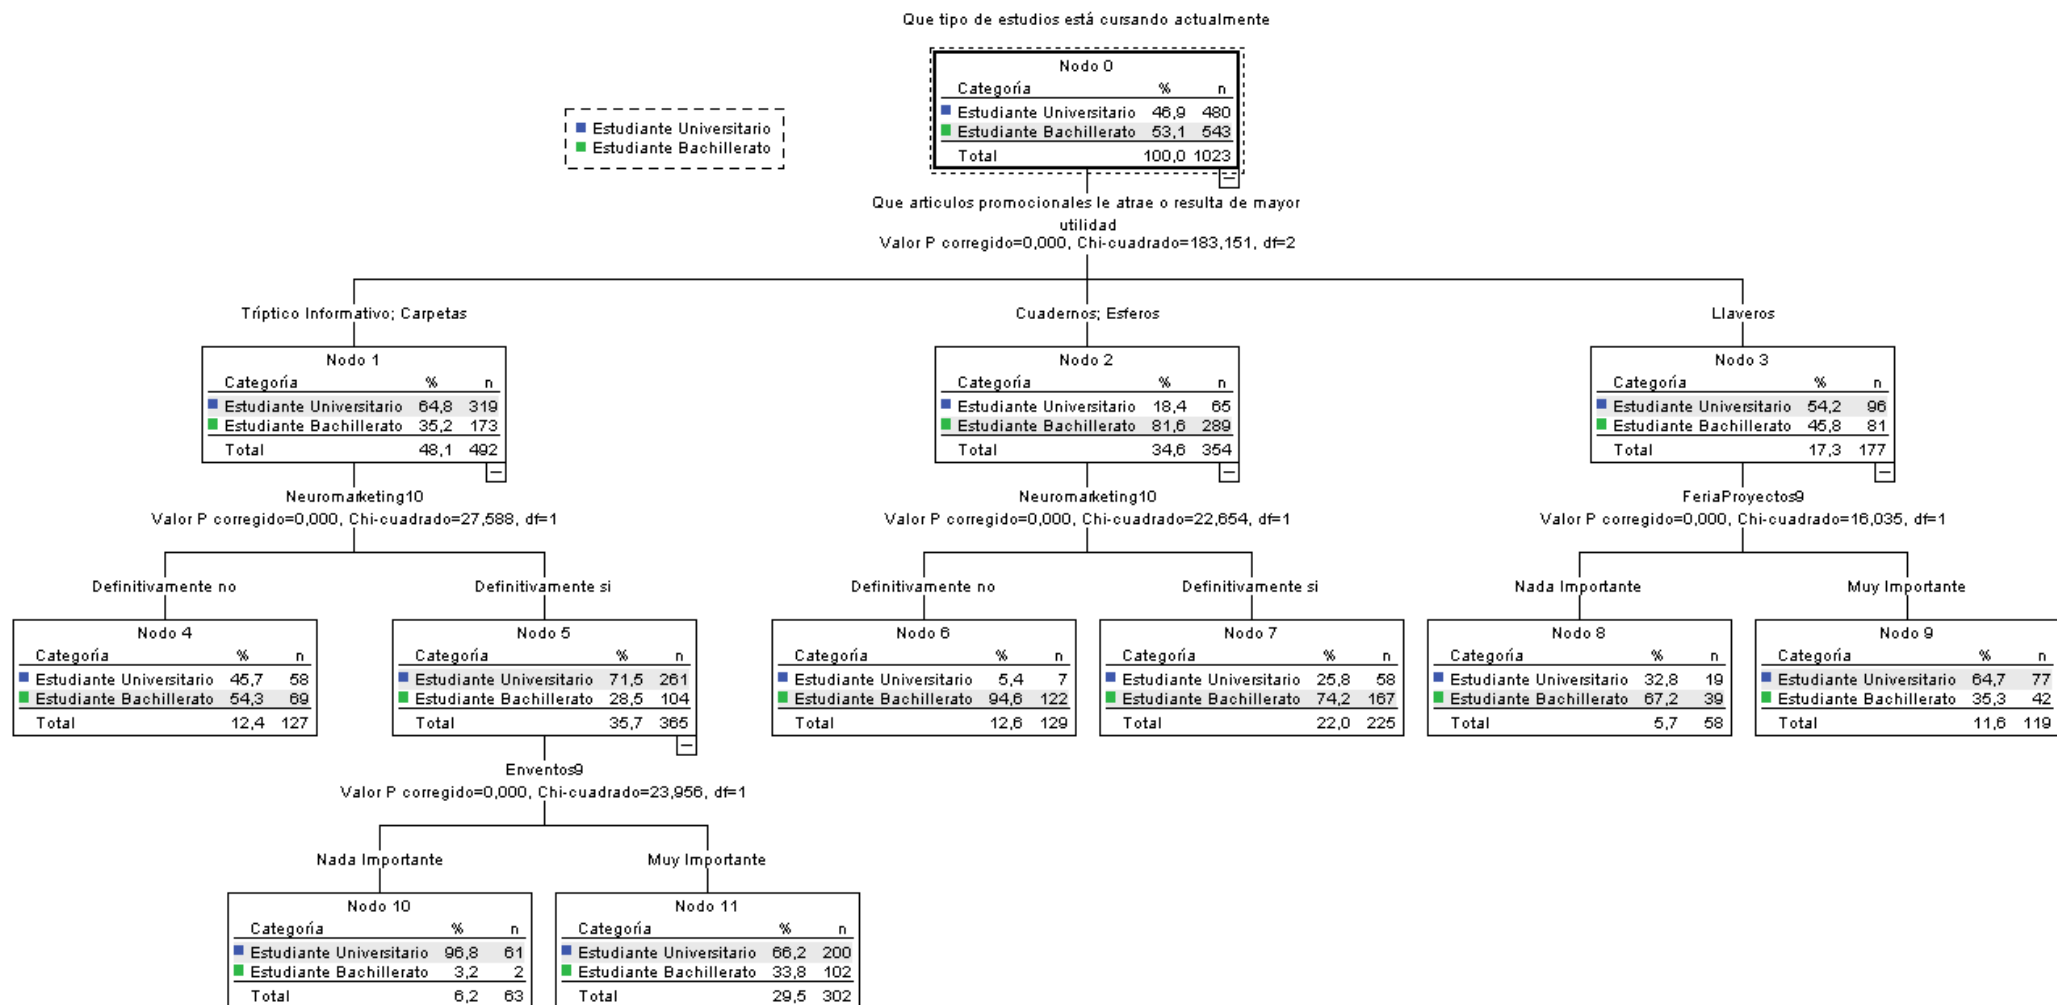 Que tipo de estudios está cursando actualmente
Nodo 0
Categoría % n
Estudiante Universitario 46,9 480
Estudiante Bachillerato 53,1 543
Total 100,0 1023
Estudiante Universitario
Estudiante Bachillerato
Que articulos promocionales le atrae o resulta de mayor
utilidad
Valor P corregido=0,000, Chi-cuadrado=183,151, df=2
Tríptico Informativo; Carpetas
Cuadernos; Esferos
Llaveros
Nodo 1
Categoría % n
Estudiante Universitario 64,8 319
Estudiante Bachillerato 35,2 173
Total 48,1 492
Nodo 2
Categoría % n
Estudiante Universitario 18,4 65
Estudiante Bachillerato 81,6 289
Total 34,6 354
Nodo 3
Categoría % n
Estudiante Universitario 54,2 96
Estudiante Bachillerato 45,8 81
Total 17,3 177
Neuromarketing10
Valor P corregido=0,000, Chi-cuadrado=27,588, df=1
Neuromarketing10
Valor P corregido=0,000, Chi-cuadrado=22,654, df=1
FeriaProyectos9
Valor P corregido=0,000, Chi-cuadrado=16,035, df=1
Definitivamente no
Definitivamente si
Definitivamente no
Definitivamente si
Nada Importante
Muy Importante
Nodo 4
Categoría % n
Estudiante Universitario 45,7 58
Estudiante Bachillerato 54,3 69
Total 12,4 127
Nodo 5
Categoría % n
Estudiante Universitario 71,5 261
Estudiante Bachillerato 28,5 104
Total 35,7 365
Nodo 6
Categoría % n
Estudiante Universitario 5,4 7
Estudiante Bachillerato 94,6 122
Total 12,6 129
Nodo 7
Categoría % n
Estudiante Universitario 25,8 58
Estudiante Bachillerato 74,2 167
Total 22,0 225
Nodo 8
Categoría % n
Estudiante Universitario 32,8 19
Estudiante Bachillerato 67,2 39
Total 5,7 58
Nodo 9
Categoría % n
Estudiante Universitario 64,7 77
Estudiante Bachillerato 35,3 42
Total 11,6 119
Enventos9
Valor P corregido=0,000, Chi-cuadrado=23,956, df=1
Nada Importante
Muy Importante
Nodo 10
Categoría % n
Estudiante Universitario 96,8 61
Estudiante Bachillerato 3,2 2
Total 6,2 63
Nodo 11
Categoría % n
Estudiante Universitario 66,2 200
Estudiante Bachillerato 33,8 102
Total 29,5 302